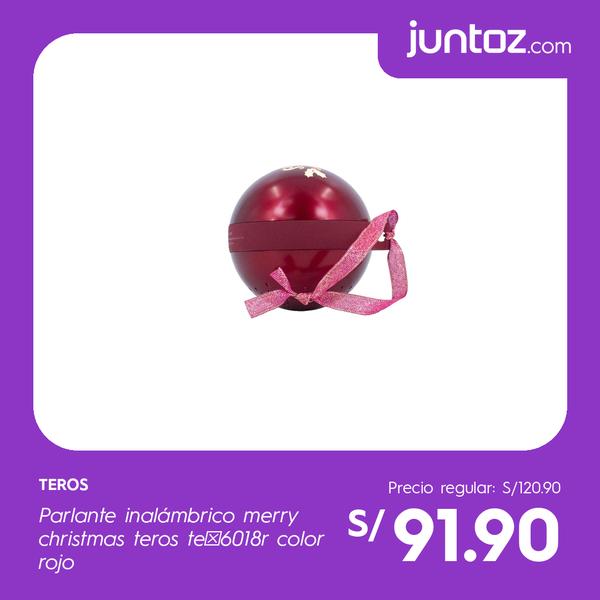 juntoz.com
TEROS
Precio regular: S/120.90
Parlante inalámbrico merry
christmas teros te☒6018r color
rojo
S/91.90